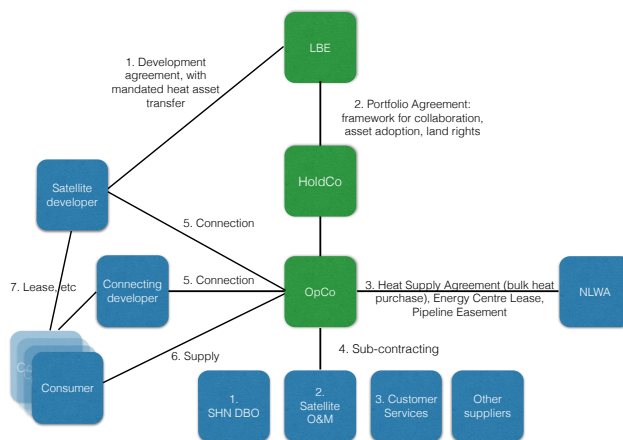 LBE
1. Development
agreement, with
mandated heat asset
transfer
2. Portfolio Agreement:
framework for collaboration,
asset adoption, land rights
HoldCo
Satellite
developer
5. Connection
7. Lease, etc
Connecting
developer
5. Connection
OpCo
3. Heat Supply Agreement (bulk heat
purchase), Energy Centre Lease,
Pipeline Easement
NLWA
6. Supply
4. Sub-contracting
Consumer
1.
SHN DBO
2.
Satellite
O&M
3. Customer
Services
Other
suppliers